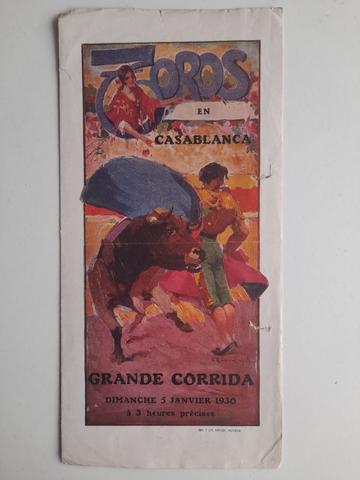 TOROS
EN
CASABLANCA
GRANDE CORRIDA
DIMANCHE 5 JANVIER 1930
à 3 heures précises